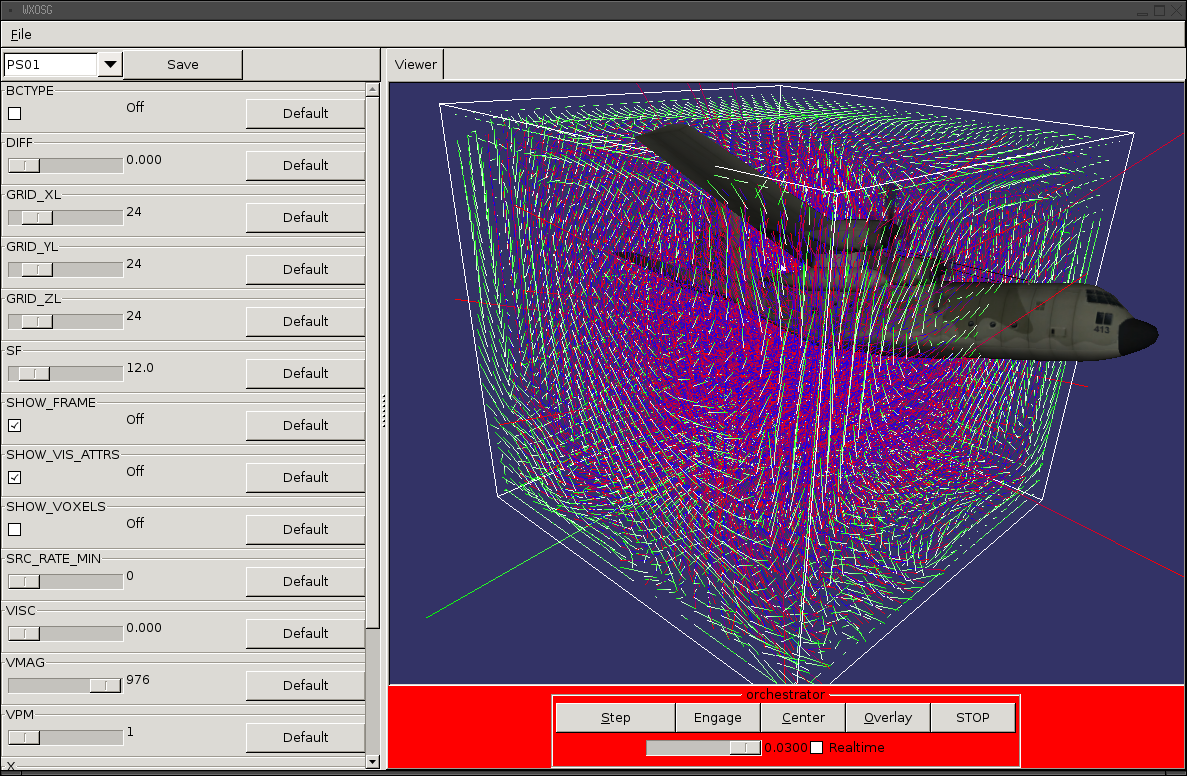 WXOSG
File
PS01 Save Viewer
BCTYPE
Off Default
DIFF
0.000 Default
GRID_XL
24 Default
GRID_YL
24 Default
GRID_ZL
24 Default
SF
12.0 Default
SHOW_FRAME
Off Default
SHOW_VIS_ATTRS
Off Default
SHOW_VOXELS
Off Default
SRC_RATE_MIN
0 Default
VISC
0.000 Default
VMAG
976 Default
VPM
1 Default
X
413
orchestrator
Step Engage Center Overlay STOP
0.0300 Realtime